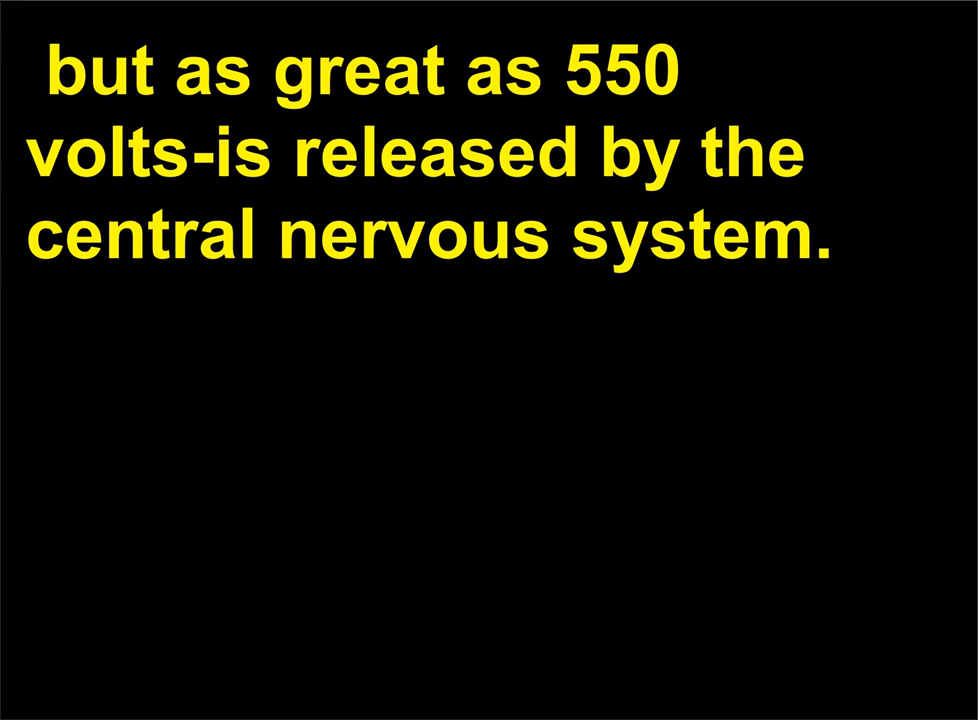 but as great as 550
volts-is released by the
central nervous system.